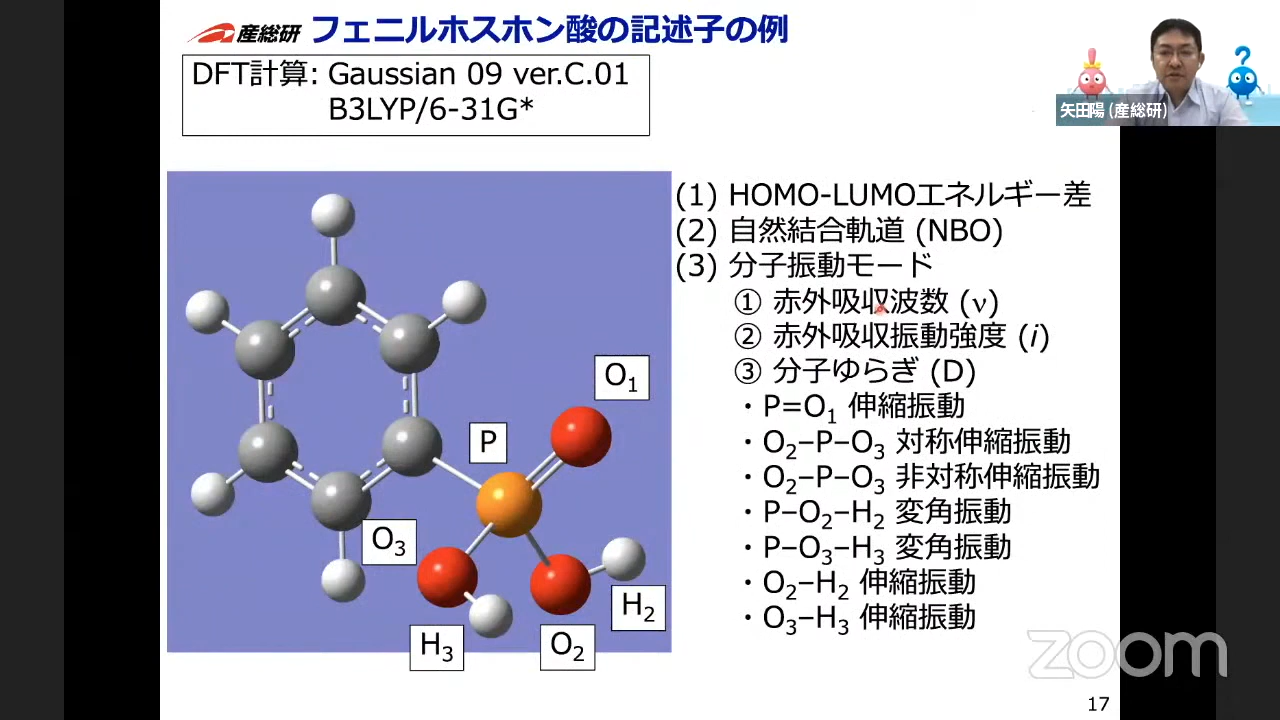 産総研 フェニルホスホン酸の記述子の例
DFT計算: Gaussian 09 ver.C.01
B3LYP/6-31G*
矢田陽 (産総研)
(1) HOMO-LUMOエネルギー差
(2) 自然結合軌道 (NBO)
(3) 分子振動モード
① 赤外吸収波数 (ν)
② 赤外吸収振動強度 (i)
③ 分子ゆらぎ (D)
・P=O₁ 伸縮振動
・O₂−P−O₃ 対称伸縮振動
・O₂−P−O₃ 非対称伸縮振動
・P−O₂−H₂ 変角振動
・P−O₃−H₃ 変角振動
・O₂−H₂ 伸縮振動
・O₃−H₃ 伸縮振動
O₁
P
O₃
H₂
H₃
O₂
zoom
17